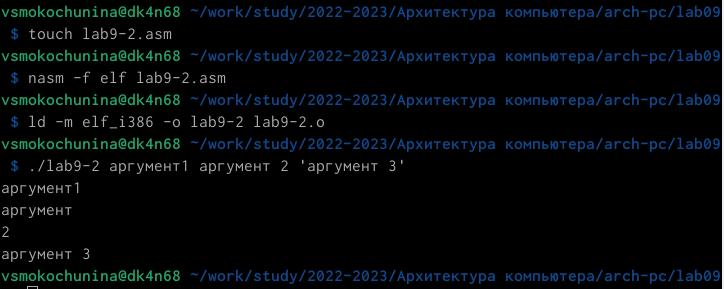 vsmokochunina@dk4n68 ~/work/study/2022-2023/Архитектура компьютера/arch-pc/lab09
$ touch lab9-2.asm
vsmokochunina@dk4n68 ~/work/study/2022-2023/Архитектура компьютера/arch-pc/lab09
$ nasm -f elf lab9-2.asm
vsmokochunina@dk4n68 ~/work/study/2022-2023/Архитектура компьютера/arch-pc/lab09
$ ld -m elf_i386 -o lab9-2 lab9-2.o
vsmokochunina@dk4n68 ~/work/study/2022-2023/Архитектура компьютера/arch-pc/lab09
$ ./lab9-2 аргумент1 аргумент 2 'аргумент 3'
аргумент1
аргумент
2
аргумент 3
vsmokochunina@dk4n68 ~/work/study/2022-2023/Архитектура компьютера/arch-pc/lab09